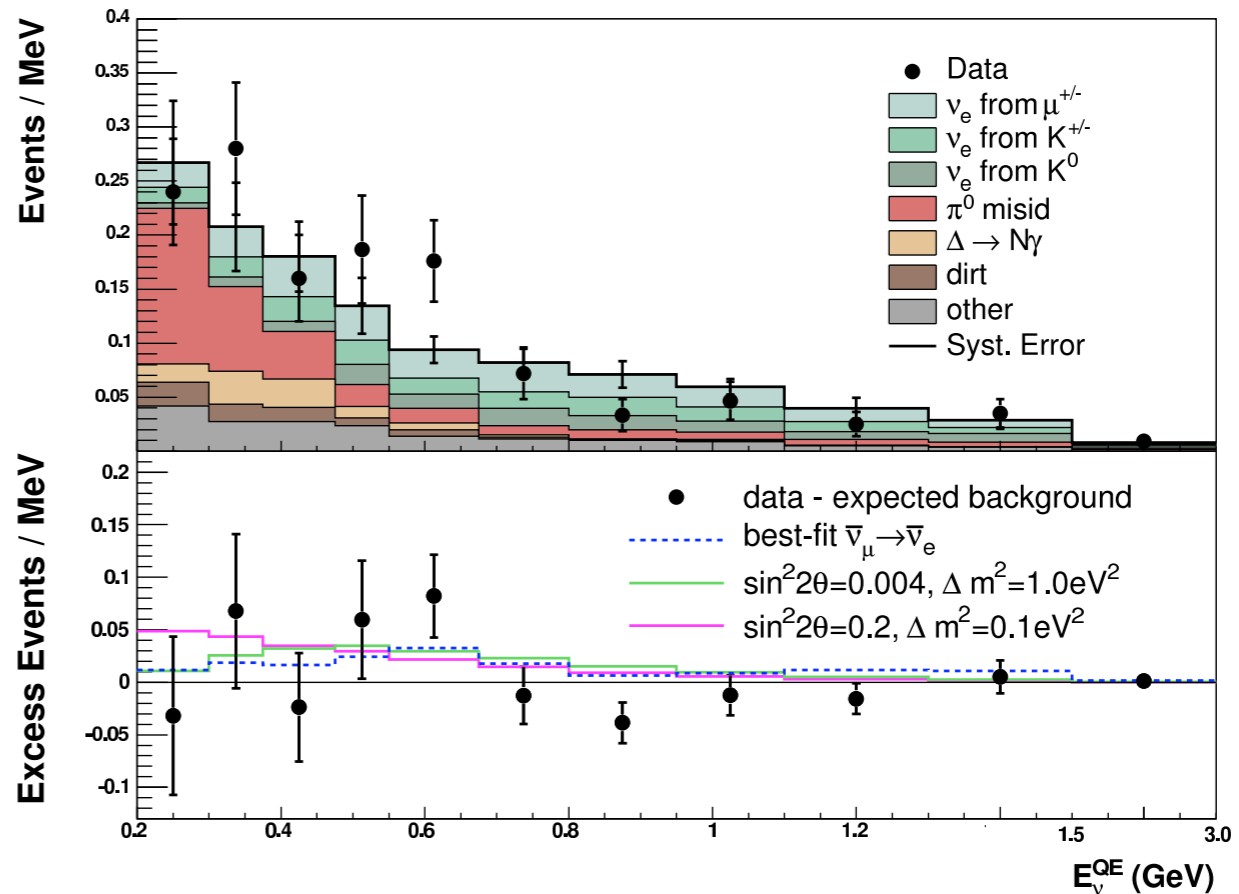 Events / MeV
0.4
0.3
0.25
0.2
0.15
0.1
0.05
Data
νe from μ+/-
νe from K+/-
νe from K0
π0 misid
Δ → Nγ
dirt
other
Syst. Error
Excess Events / MeV
0.2
0.15
0.1
0.05
0
-0.05
-0.1
data - expected background
best-fit ν̅μ→ν̅e
sin²2θ=0.004, Δ m²=1.0eV²
sin²2θ=0.2, Δ m²=0.1eV²
0.2 0.4 0.6 0.8 1 1.2 1.5 3.0
EνQE (GeV)